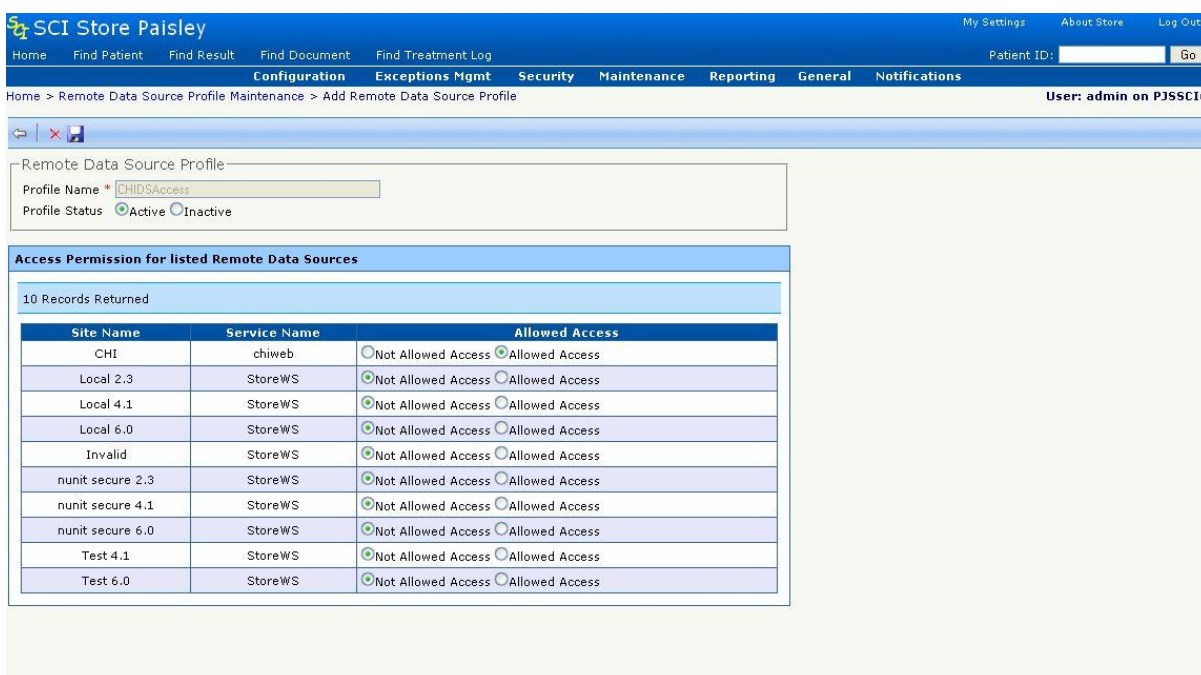 SCI SCI Store Paisley
My Settings About Store Log Out
Home Find Patient Find Result Find Document Find Treatment Log Patient ID: Go
Configuration Exceptions Mgmt Security Maintenance Reporting General Notifications
Home > Remote Data Source Profile Maintenance > Add Remote Data Source Profile User: admin on PJSSCI
Remote Data Source Profile
Profile Name * CHIDSAccess
Profile Status Active Inactive
Access Permission for listed Remote Data Sources
10 Records Returned
Site Name Service Name Allowed Access
CHI chiweb Not Allowed Access Allowed Access
Local 2.3 StoreWS Not Allowed Access Allowed Access
Local 4.1 StoreWS Not Allowed Access Allowed Access
Local 6.0 StoreWS Not Allowed Access Allowed Access
Invalid StoreWS Not Allowed Access Allowed Access
nunit secure 2.3 StoreWS Not Allowed Access Allowed Access
nunit secure 4.1 StoreWS Not Allowed Access Allowed Access
nunit secure 6.0 StoreWS Not Allowed Access Allowed Access
Test 4.1 StoreWS Not Allowed Access Allowed Access
Test 6.0 StoreWS Not Allowed Access Allowed Access